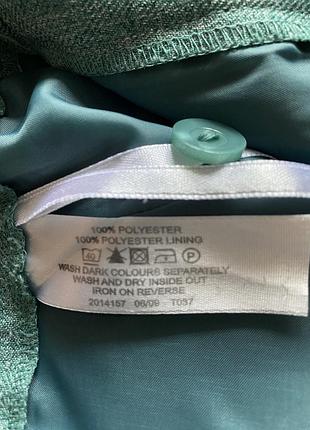 100% POLYESTER
100% POLYESTER LINING
40
WASH DARK COLOURS SEPARATELY
WASH AND DRY INSIDE OUT
IRON ON REVERSE
2014157 06/09 T037